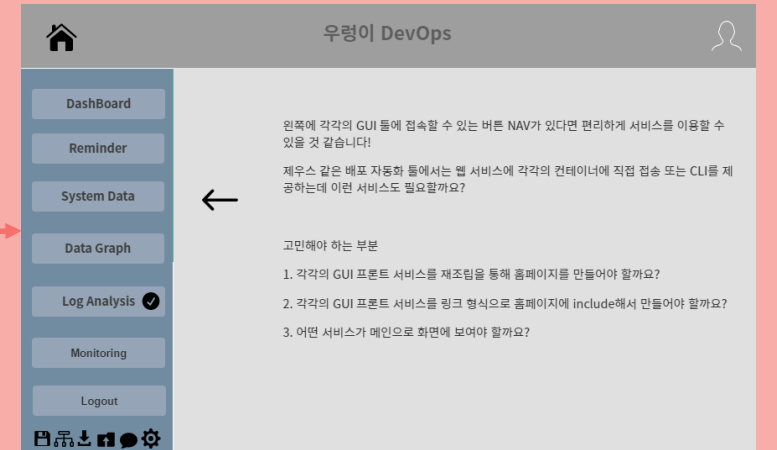 우렁이 DevOps
DashBoard
Reminder
System Data
Data Graph
Log Analysis
Monitoring
Logout
왼쪽에 각각의 GUI 툴에 접속할 수 있는 버튼 NAV가 있다면 편리하게 서비스를 이용할 수
있을 것 같습니다!
제우스 같은 배포 자동화 툴에서는 웹 서비스에 각각의 컨테이너에 직접 접송 또는 CLI를 제
공하는데 이런 서비스도 필요할까요?
고민해야 하는 부분
1. 각각의 GUI 프론트 서비스를 재조립을 통해 홈페이지를 만들어야 할까요?
2. 각각의 GUI 프론트 서비스를 링크 형식으로 홈페이지에 include해서 만들어야 할까요?
3. 어떤 서비스가 메인으로 화면에 보여야 할까요?